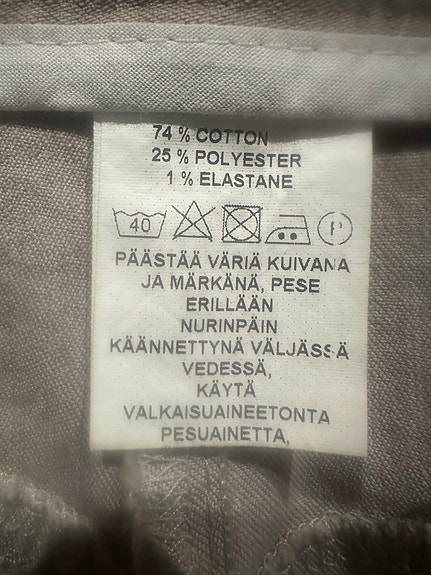 74 % COTTON
25 % POLYESTER
1 % ELASTANE
40 P
PÄÄSTÄÄ VÄRIÄ KUIVANA
JA MÄRKÄNÄ, PESE
ERILLÄÄN
NURINPÄIN
KÄÄNNETTYNÄ VÄLJÄSSÄ
VEDESSÄ,
KÄYTÄ
VALKAISUAINEETONTA
PESUAINETTA,